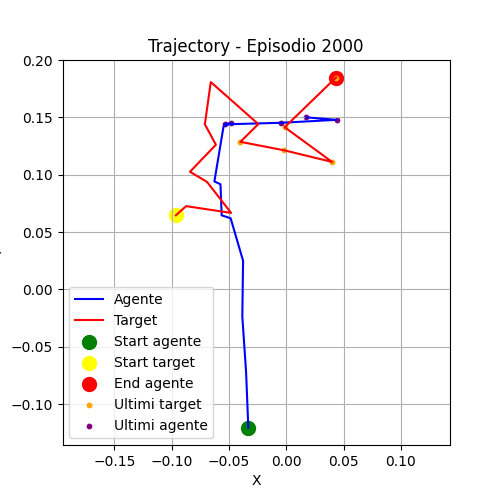 Trajectory - Episodio 2000
0.20
0.15
0.10
0.05
0.00
−0.05
−0.10
Agente
Target
Start agente
Start target
End agente
Ultimi target
Ultimi agente
−0.15 −0.10 −0.05 0.00 0.05 0.10
X